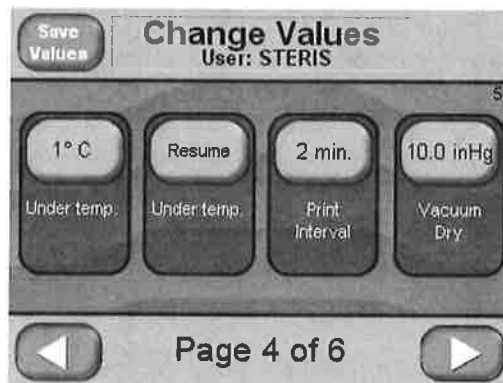 Save
Values
Change Values
User: STERIS
1° C
Resume
2 min.
10.0 inHg
Under temp.
Under temp.
Print
Interval
Vacuum
Dry
Page 4 of 6